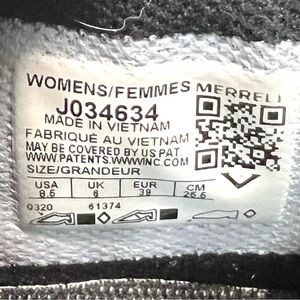 WOMENS/FEMMES MERRELL
J034634
MADE IN VIETNAM
FABRIQUÉ AU VIETNAM
MAY BE COVERED BY US PAT
WWW.PATENTS.WWWINC.COM
SIZE/GRANDEUR
USA UK EUR CM
8.5 6 39 25.5
0320 61374